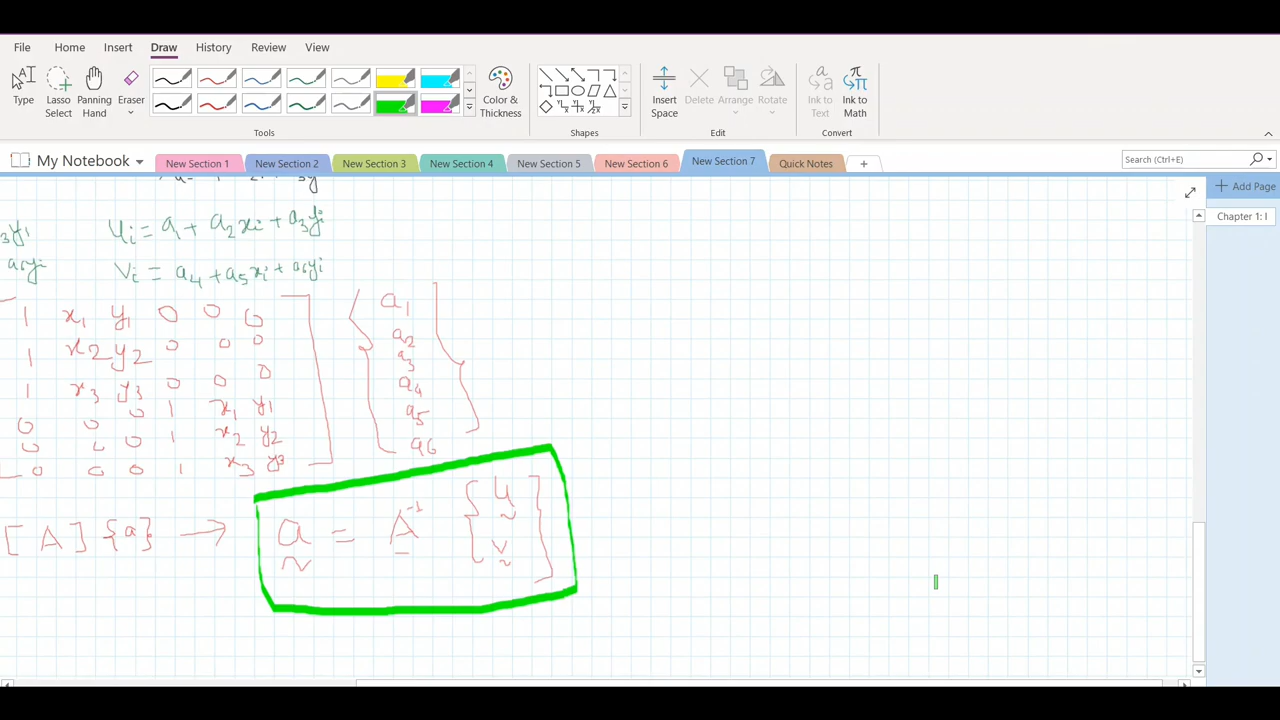 File Home Insert Draw History Review View
Type Lasso Select Panning Hand Eraser Color & Thickness Insert Space Delete Arrange Rotate Ink to Text Ink to Math
Tools Shapes Edit Convert
My Notebook New Section 1 New Section 2 New Section 3 New Section 4 New Section 5 New Section 6 New Section 7 Quick Notes + Search (Ctrl+E)
Add Page
Chapter 1: I
3y1 ui = a1 + a2xi + a3yi
a6yi vi = a4 + a5xi + a6yi
1 x1 y1 0 0 0 a1
1 x2 y2 0 0 0 a2
a3
1 x3 y3 0 0 0 a4
0 0 0 1 x1 y1 a5
0 0 0 1 x2 y2 a6
0 0 0 1 x3 y3
[A] {a} → a = A⁻¹ {u
v}